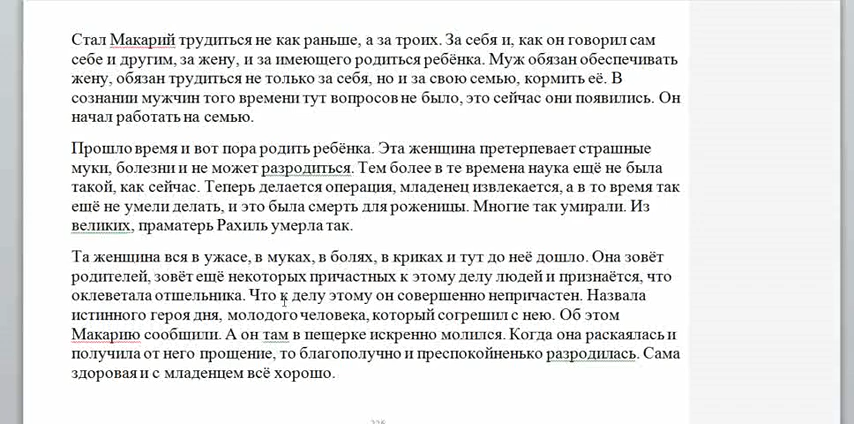 Стал Макарий трудиться не как раньше, а за троих. За себя и, как он говорил сам
себе и другим, за жену, и за имеющего родиться ребёнка. Муж обязан обеспечивать
жену, обязан трудиться не только за себя, но и за свою семью, кормить её. В
сознании мужчин того времени тут вопросов не было, это сейчас они появились. Он
начал работать на семью.
Прошло время и вот пора родить ребёнка. Эта женщина претерпевает страшные
муки, болезни и не может разродиться. Тем более в те времена наука ещё не была
такой, как сейчас. Теперь делается операция, младенец извлекается, а в то время так
ешё не умели делать, и это была смерть для роженицы. Многие так умирали. Из
великих, праматерь Рахиль умерла так.
Та женщина вся в ужасе, в муках, в болях, в криках и тут до неё дошло. Она зовёт
родителей, зовёт ещё некоторых причастных к этому делу людей и признаётся, что
оклеветала отшельника. Что к делу этому он совершенно непричастен. Назвала
истинного героя дня, молодого человека, который согрешил с нею. Об этом
Макарию сообщили. А он там в пещерке искренно молился. Когда она раскаялась и
получила от него прощение, то благополучно и преспокойненько разродилась. Сама
здоровая и с младенцем всё хорошо.